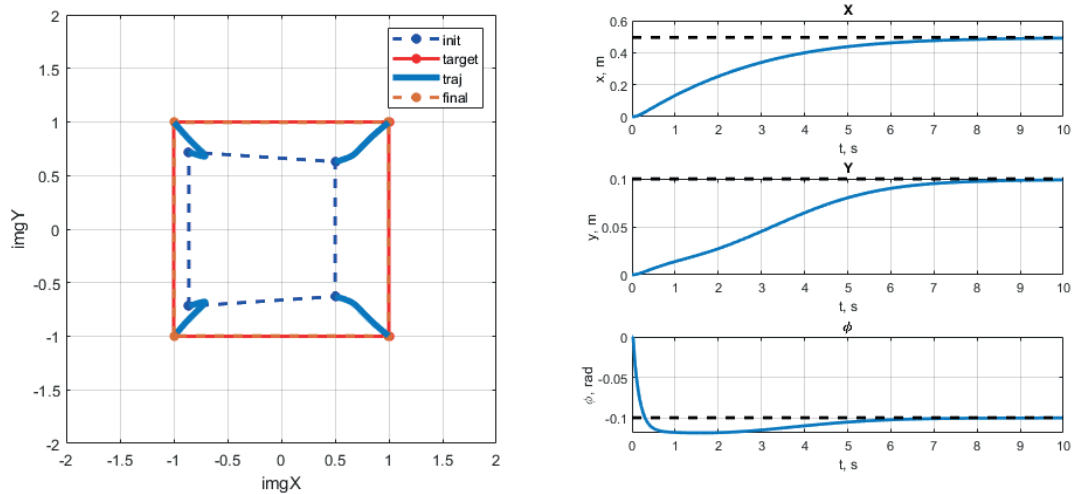 2
1.5
1
0.5
0
-0.5
-1
-1.5
-2
imgY
-2 -1.5 -1 -0.5 0 0.5 1 1.5 2
imgX
init
target
traj
final
X
0.6
0.4
0.2
0
x, m
0 1 2 3 4 5 6 7 8 9 10
t, s
Y
0.1
0.05
0
y, m
0 1 2 3 4 5 6 7 8 9 10
t, s
ϕ
0
-0.05
-0.1
ϕ, rad
0 1 2 3 4 5 6 7 8 9 10
t, s